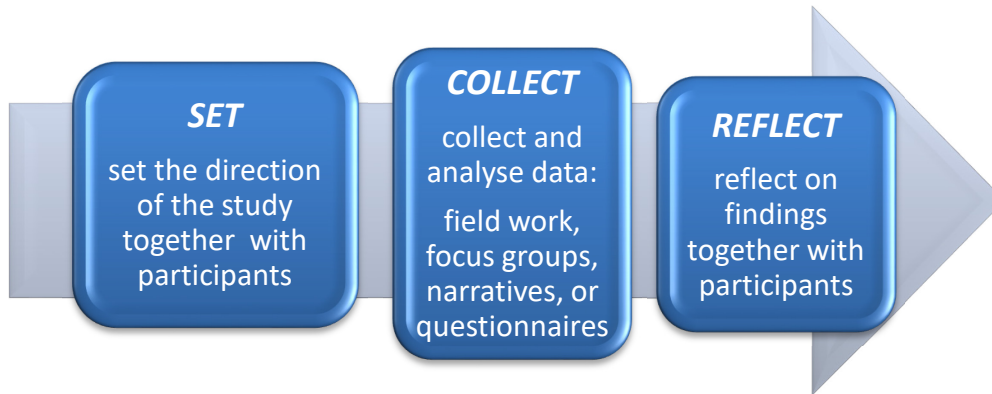 SET
set the direction
of the study
together with
participants
COLLECT
collect and
analyse data:
field work,
focus groups,
narratives, or
questionnaires
REFLECT
reflect on
findings
together with
participants